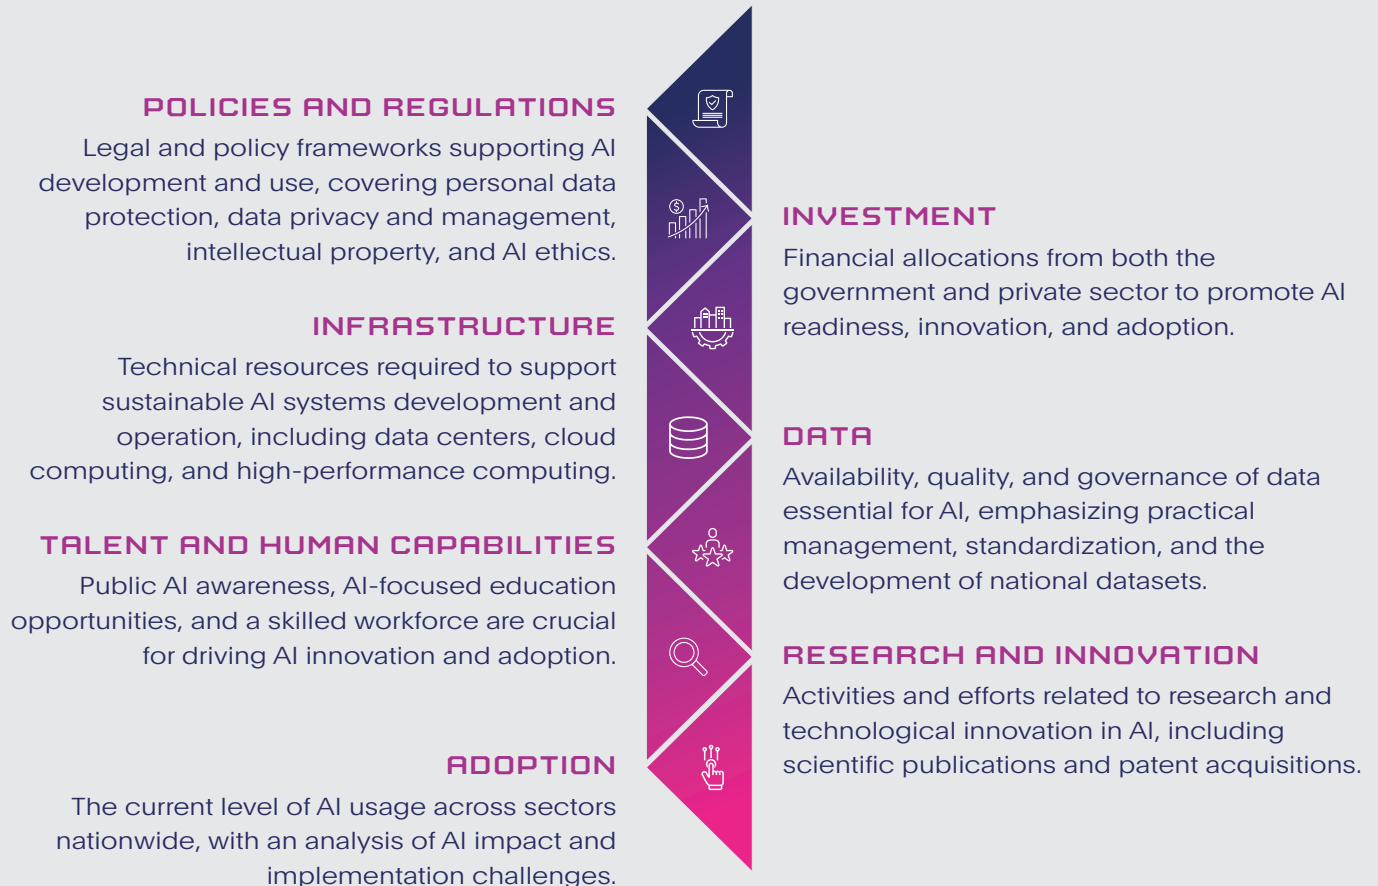 POLICIES AND REGULATIONS
Legal and policy frameworks supporting AI
development and use, covering personal data
protection, data privacy and management,
intellectual property, and AI ethics.
INVESTMENT
Financial allocations from both the
government and private sector to promote AI
readiness, innovation, and adoption.
INFRASTRUCTURE
Technical resources required to support
sustainable AI systems development and
operation, including data centers, cloud
computing, and high-performance computing.
DATA
Availability, quality, and governance of data
essential for AI, emphasizing practical
management, standardization, and the
development of national datasets.
TALENT AND HUMAN CAPABILITIES
Public AI awareness, AI-focused education
opportunities, and a skilled workforce are crucial
for driving AI innovation and adoption.
RESEARCH AND INNOVATION
Activities and efforts related to research and
technological innovation in AI, including
scientific publications and patent acquisitions.
ADOPTION
The current level of AI usage across sectors
nationwide, with an analysis of AI impact and
implementation challenges.